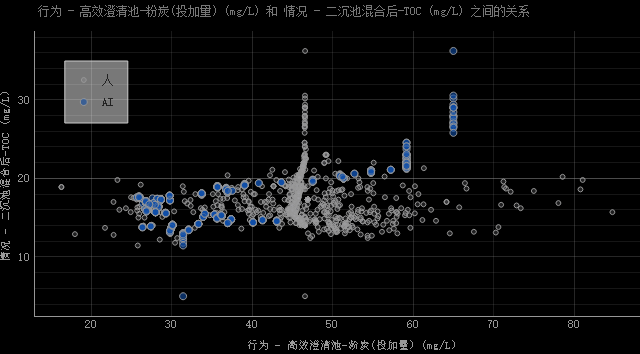 行为 - 高效澄清池-粉炭(投加量) (mg/L) 和 情况 - 二沉池混合后-TOC (mg/L) 之间的关系
人
AI
情况 - 二沉池混合后-TOC (mg/L)
30
20
10
20
30
40
50
60
70
80
行为 - 高效澄清池-粉炭(投加量) (mg/L)